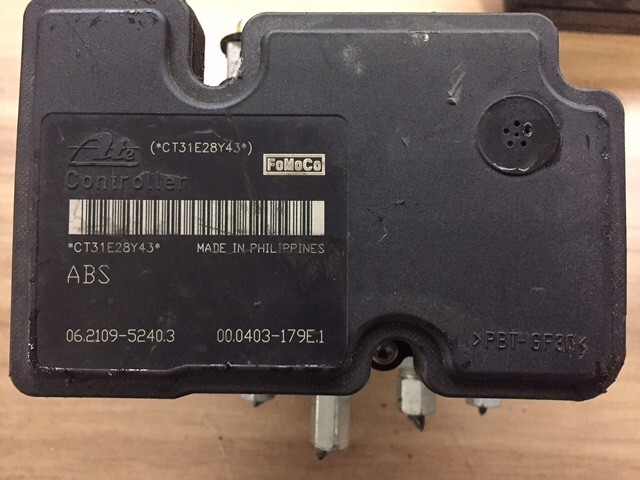 Ate (*CT31E28Y43*)
FoMoCo
Controller
*CT31E28Y43* MADE IN PHILIPPINES
ABS
06.2109-5240.3 00.0403-179E.1
>PBT-GF30<